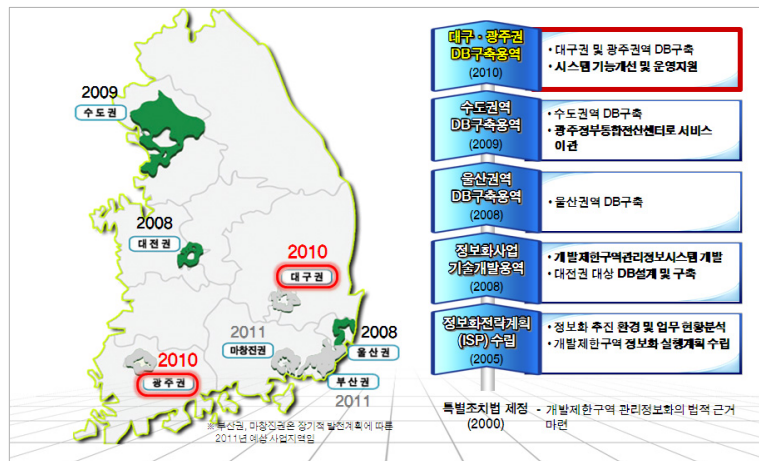 2009
수도권
2008
대전권
2010
대구권
2011
마창진권
2008
울산권
부산권
2011
2010
광주권
※ 부산권, 마창진권은 장기적 발전계획에 따른
2011년 예상 사업지역임
대구·광주권
DB구축용역
(2010)
• 대구권 및 광주권역 DB구축
• 시스템 기능개선 및 운영지원
수도권역
DB구축용역
(2009)
• 수도권역 DB구축
• 광주정부통합전산센터로 서비스
이관
울산권역
DB구축용역
(2008)
• 울산권역 DB구축
정보화사업
기술개발용역
(2008)
• 개발제한구역관리정보시스템 개발
• 대전권 대상 DB설계 및 구축
정보화전략계획
(ISP) 수립
(2005)
• 정보화 추진 환경 및 업무 현황분석
• 개발제한구역 정보화 실행계획 수립
특별조치법 제정
(2000)
- 개발제한구역 관리정보화의 법적 근거
마련